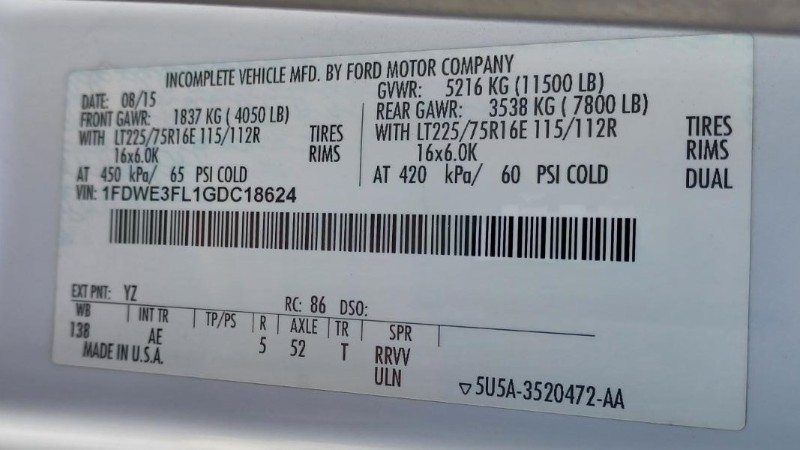 INCOMPLETE VEHICLE MFD. BY FORD MOTOR COMPANY
DATE: 08/15 GVWR: 5216 KG (11500 LB)
FRONT GAWR: 1837 KG ( 4050 LB) REAR GAWR: 3538 KG ( 7800 LB)
WITH LT225/75R16E 115/112R TIRES WITH LT225/75R16E 115/112R TIRES
16x6.0K RIMS 16x6.0K RIMS
AT 450 kPa/ 65 PSI COLD AT 420 kPa/ 60 PSI COLD DUAL
VIN: 1FDWE3FL1GDC18624
EXT PNT: YZ RC: 86 DSO:
WB INT TR TP/PS R AXLE TR SPR
138 AE 5 52 T RRVV
MADE IN U.S.A. ULN
▽5U5A-3520472-AA